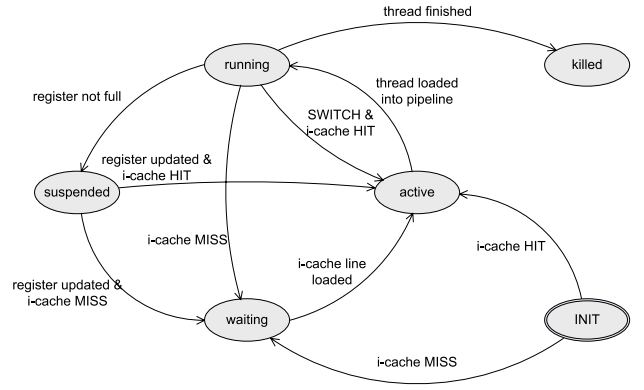 thread finished
running
killed
register not full
thread loaded
into pipeline
SWITCH &
i-cache HIT
register updated &
i-cache HIT
suspended
active
i-cache MISS
i-cache HIT
i-cache line
loaded
register updated &
i-cache MISS
waiting
INIT
i-cache MISS